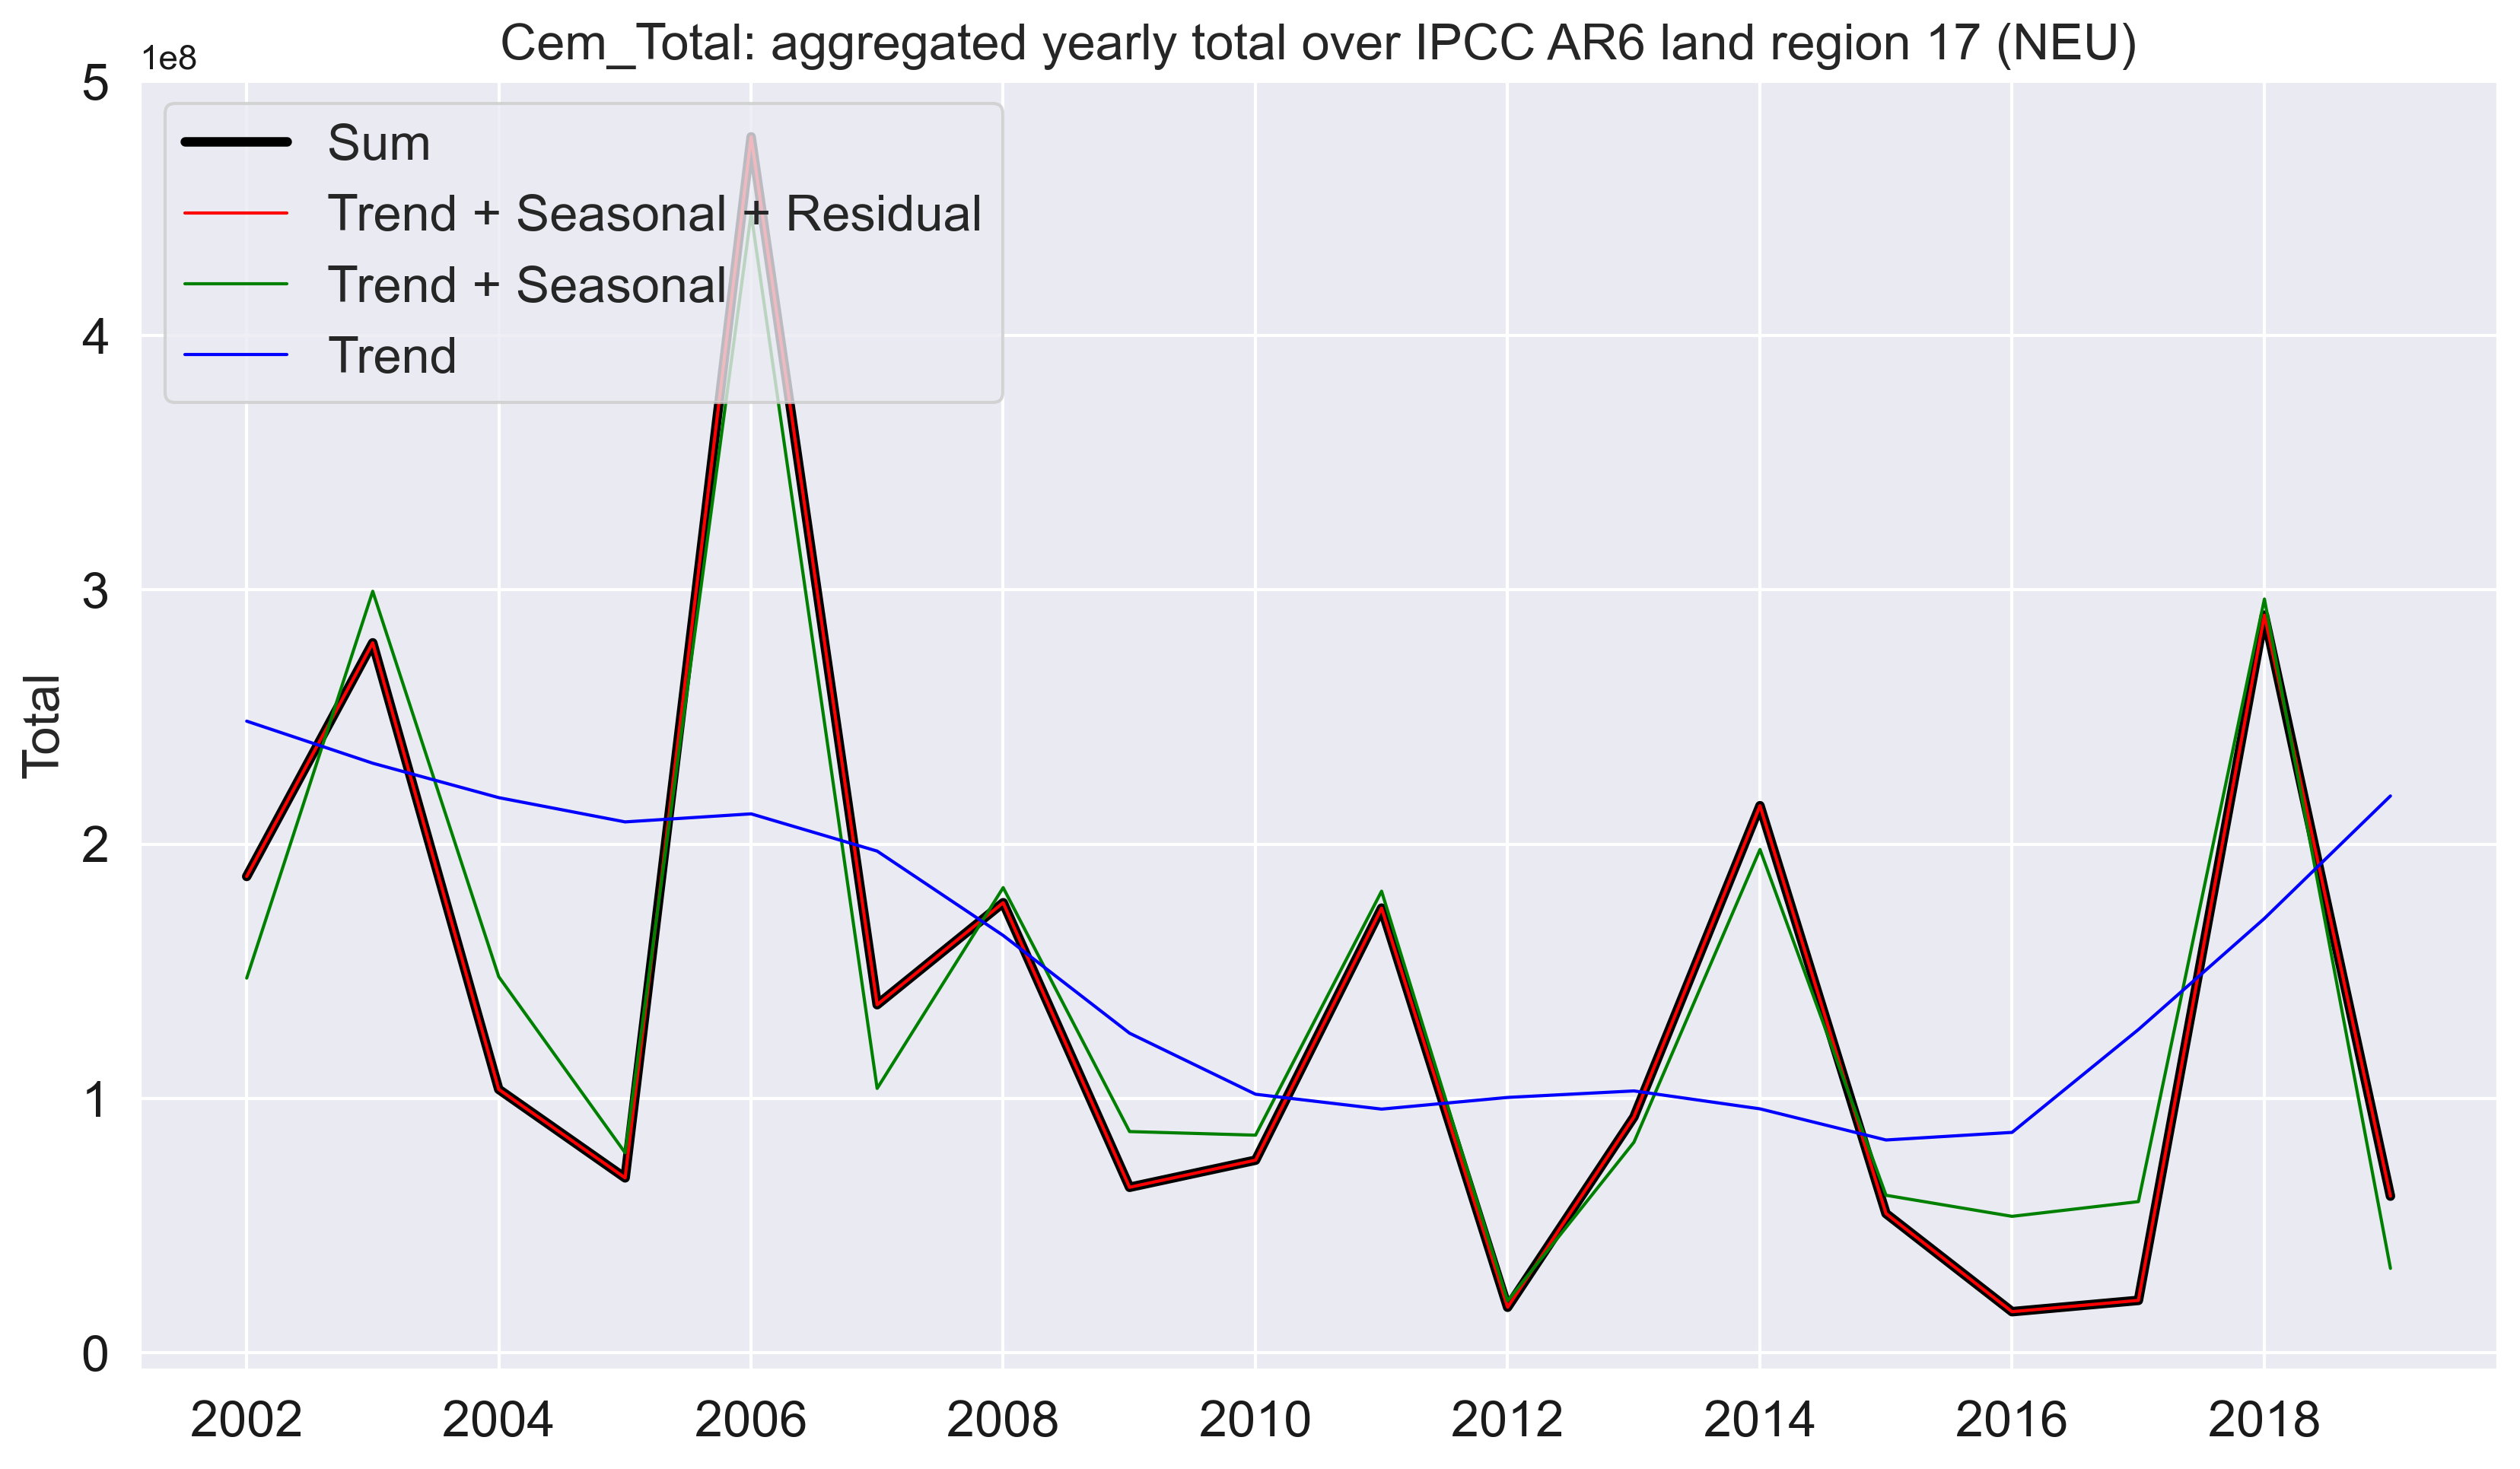 1e8
Cem_Total: aggregated yearly total over IPCC AR6 land region 17 (NEU)
5
4
3
2
1
0
Total
Sum
Trend + Seasonal + Residual
Trend + Seasonal
Trend
2002
2004
2006
2008
2010
2012
2014
2016
2018